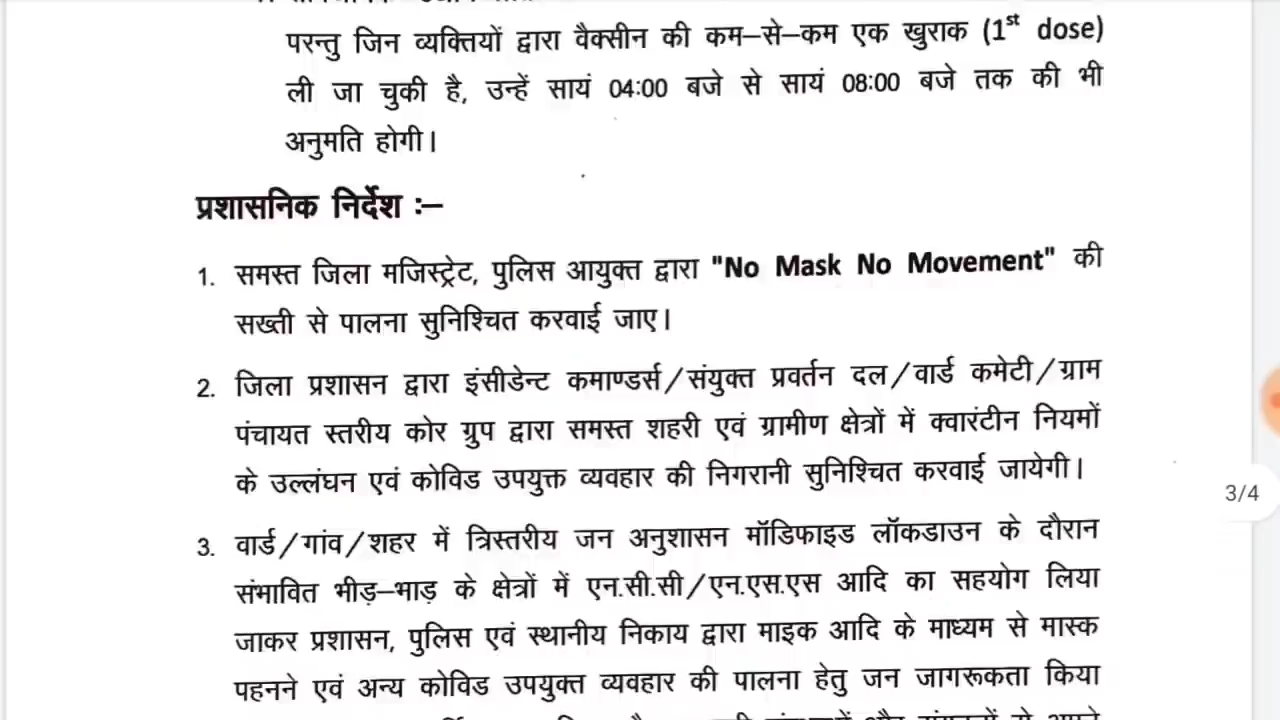 परन्तु जिन व्यक्तियों द्वारा वैक्सीन की कम–से–कम एक खुराक (1st dose)
ली जा चुकी है, उन्हें सायं 04:00 बजे से सायं 08:00 बजे तक की भी
अनुमति होगी।
प्रशासनिक निर्देश :–
1. समस्त जिला मजिस्ट्रेट, पुलिस आयुक्त द्वारा "No Mask No Movement" की
सख्ती से पालना सुनिश्चित करवाई जाए।
2. जिला प्रशासन द्वारा इंसीडेन्ट कमाण्डर्स/संयुक्त प्रवर्तन दल/वार्ड कमेटी/ग्राम
पंचायत स्तरीय कोर ग्रुप द्वारा समस्त शहरी एवं ग्रामीण क्षेत्रों में क्वारंटीन नियमों
के उल्लंघन एवं कोविड उपयुक्त व्यवहार की निगरानी सुनिश्चित करवाई जायेगी।
3/4
3. वार्ड/गांव/शहर में त्रिस्तरीय जन अनुशासन मॉडिफाइड लॉकडाउन के दौरान
संभावित भीड़–भाड़ के क्षेत्रों में एन.सी.सी/एन.एस.एस आदि का सहयोग लिया
जाकर प्रशासन, पुलिस एवं स्थानीय निकाय द्वारा माइक आदि के माध्यम से मास्क
पहनने एवं अन्य कोविड उपयुक्त व्यवहार की पालना हेतु जन जागरूकता किया